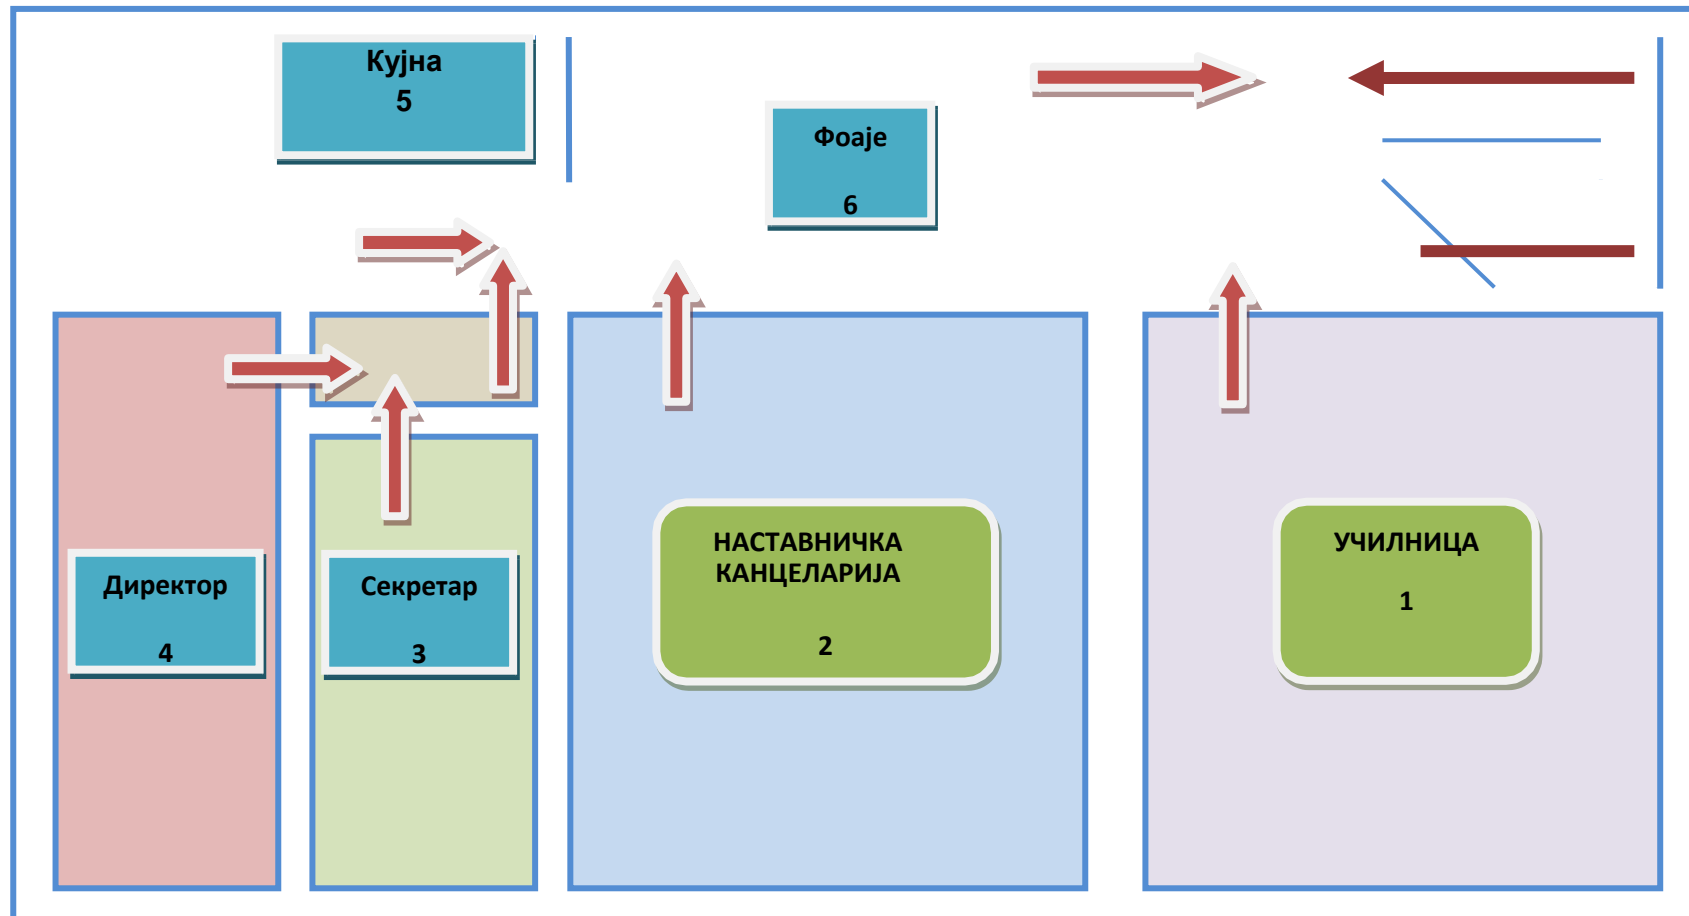 Кујна
5
Фоаје
6
Директор
4
Секретар
3
НАСТАВНИЧКА
КАНЦЕЛАРИЈА
2
УЧИЛНИЦА
1